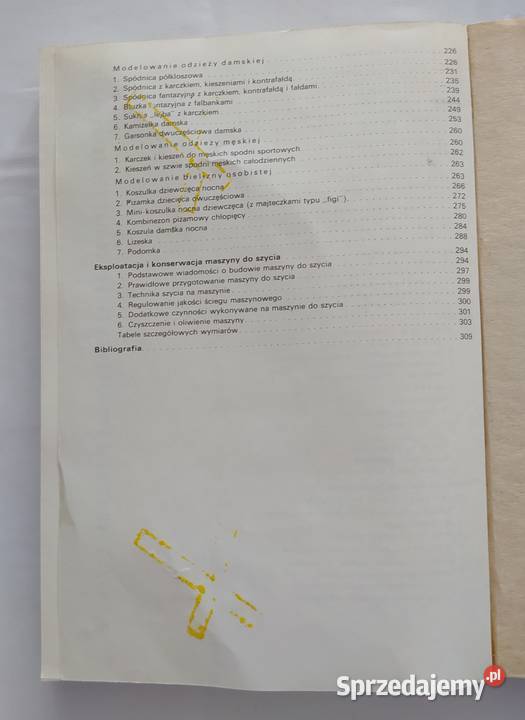 Modelowanie odzieży damskiej 226
1. Spódnica półkloszowa 226
2. Spódnica z karczkiem, kieszeniami i kontrafałdą 231
3. Spódnica fantazyjna z karczkiem, kontrafałdą i fałdami 235
4. Bluzka fantazyjna z falbankami 239
5. Suknia z karczkiem 244
6. Kamizelka damska 249
7. Garsonka dwuczęściowa damska 253
Modelowanie odzieży męskiej 260
1. Karczek i kieszeń do męskich spodni sportowych 260
2. Kieszeń w szwie spodni męskich całodziennych 262
Modelowanie bielizny osobistej 263
1. Koszulka dziewczęca nocna 263
2. Pizamka dziecięca dwuczęściowa 266
3. Mini-koszulka nocna dziewczęca (z majteczkami typu „figi"). 272
4. Kombinezon piżamowy chłopięcy 275
5. Koszula damska nocna 280
6. Lizeska 284
7. Podomka 288
Eksploatacja i konserwacja maszyny do szycia 294
1. Podstawowe wiadomości o budowie maszyny do szycia 294
2. Prawidłowe przygotowanie maszyny do szycia 297
3. Technika szycia na maszynie 299
4. Regulowanie jakości ściegu maszynowego 299
5. Dodatkowe czynności wykonywane na maszynie do szycia 300
6. Czyszczenie i oliwienie maszyny 301
Tabele szczegółowych wymiarów 303
Bibliografia 309
Sprzedajemy.pl